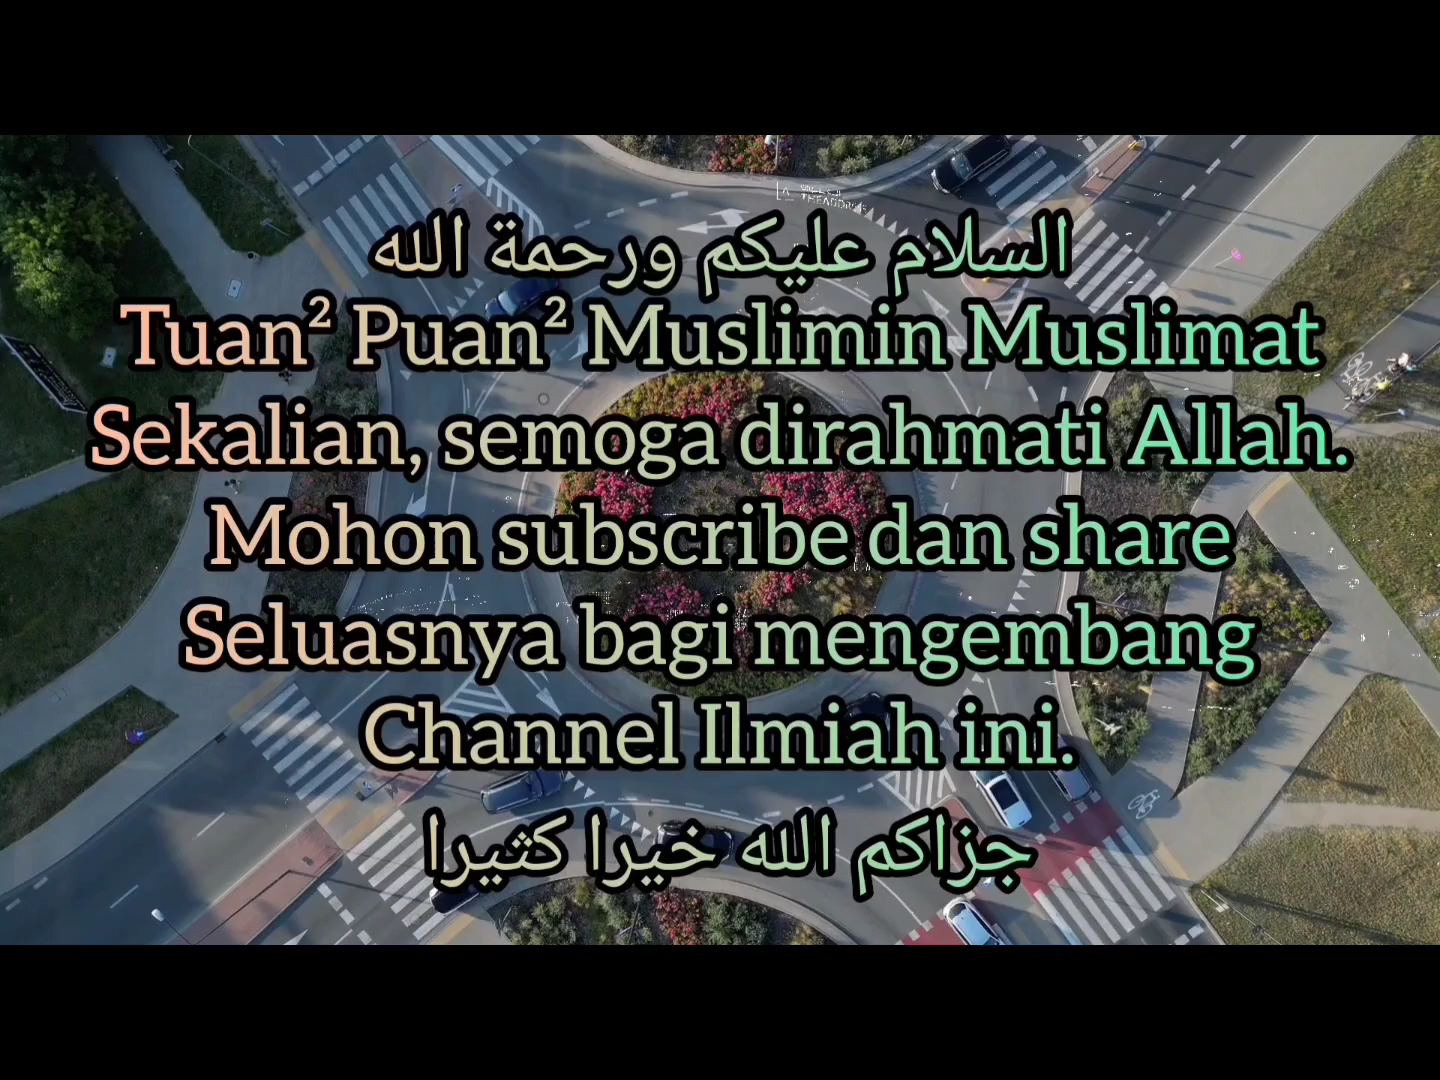 السلام عليكم ورحمة الله
Tuan² Puan² Muslimin Muslimat
Sekalian, semoga dirahmati Allah.
Mohon subscribe dan share
Seluasnya bagi mengembang
Channel Ilmiah ini.
جزاكم الله خيرا كثيرا